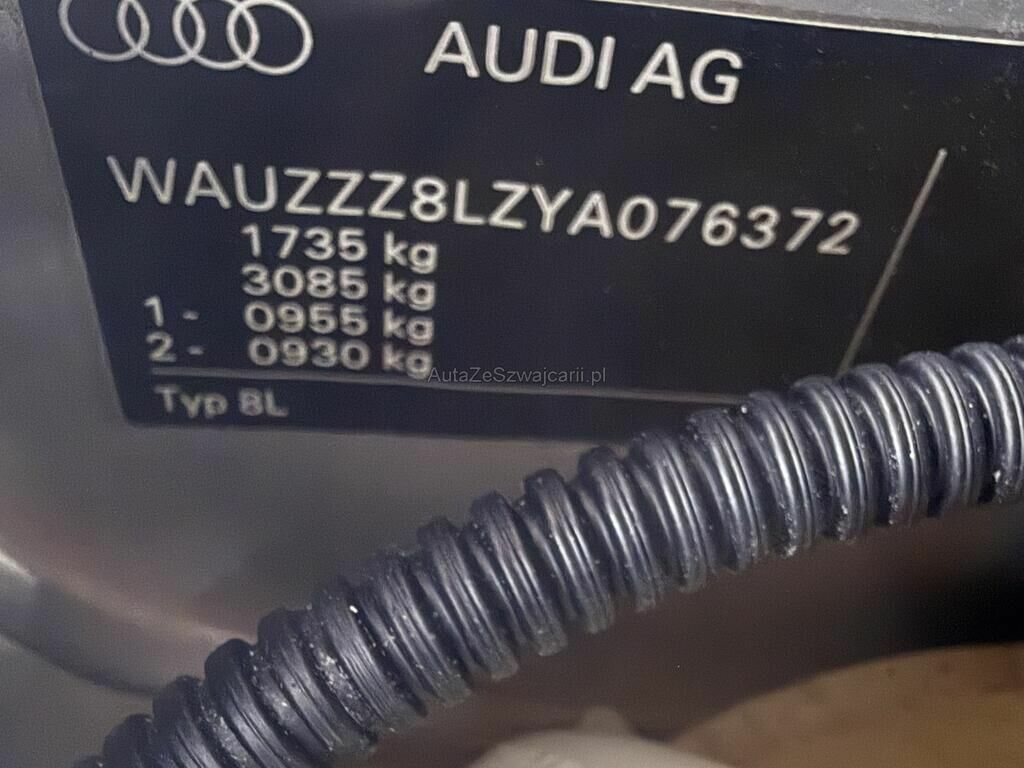 AUDI AG
WAUZZZ8LZYA076372
1735 kg
3085 kg
1 - 0955 kg
2 - 0930 kg
AutaZeSzwajcarii.pl
Typ 8L